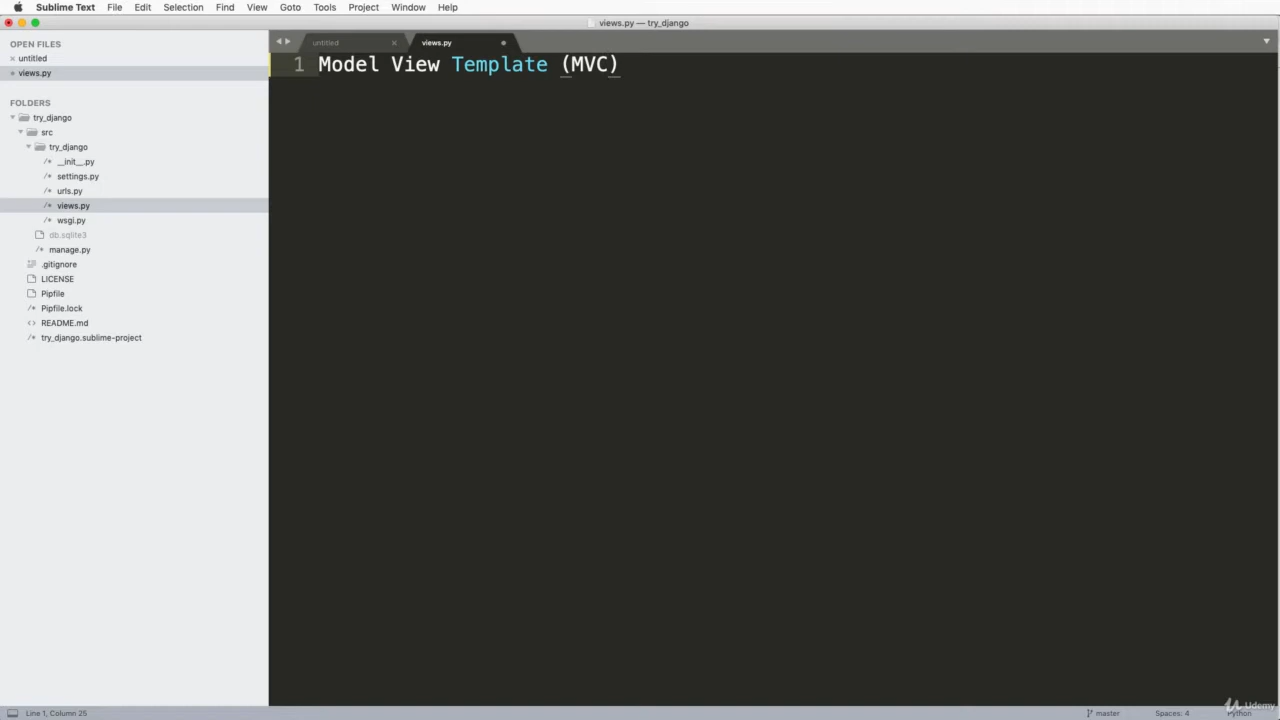 Sublime Text File Edit Selection Find View Goto Tools Project Window Help
views.py — try_django
OPEN FILES
untitled
views.py
FOLDERS
try_django
src
try_django
__init__.py
settings.py
urls.py
views.py
wsgi.py
db.sqlite3
manage.py
.gitignore
LICENSE
Pipfile
Pipfile.lock
README.md
try_django.sublime-project
untitled views.py
1 Model View Template (MVC)
Line 1, Column 25 master Spaces: 4 Python
Udemy